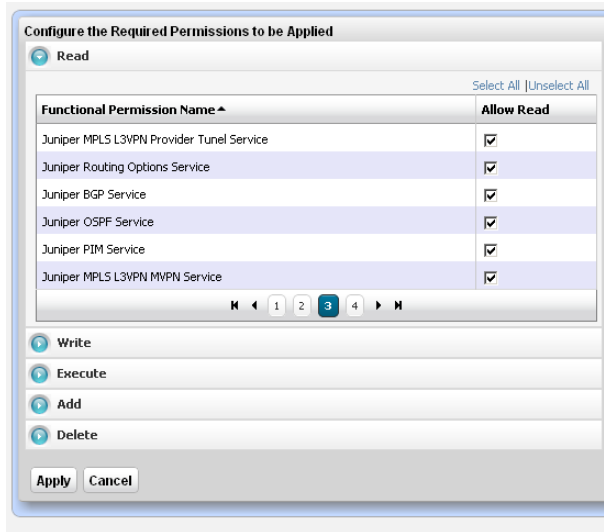 Configure the Required Permissions to be Applied
Read
Select All |Unselect All
Functional Permission Name Allow Read
Juniper MPLS L3VPN Provider Tunel Service
Juniper Routing Options Service
Juniper BGP Service
Juniper OSPF Service
Juniper PIM Service
Juniper MPLS L3VPN MVPN Service
1 2 3 4
Write
Execute
Add
Delete
Apply Cancel